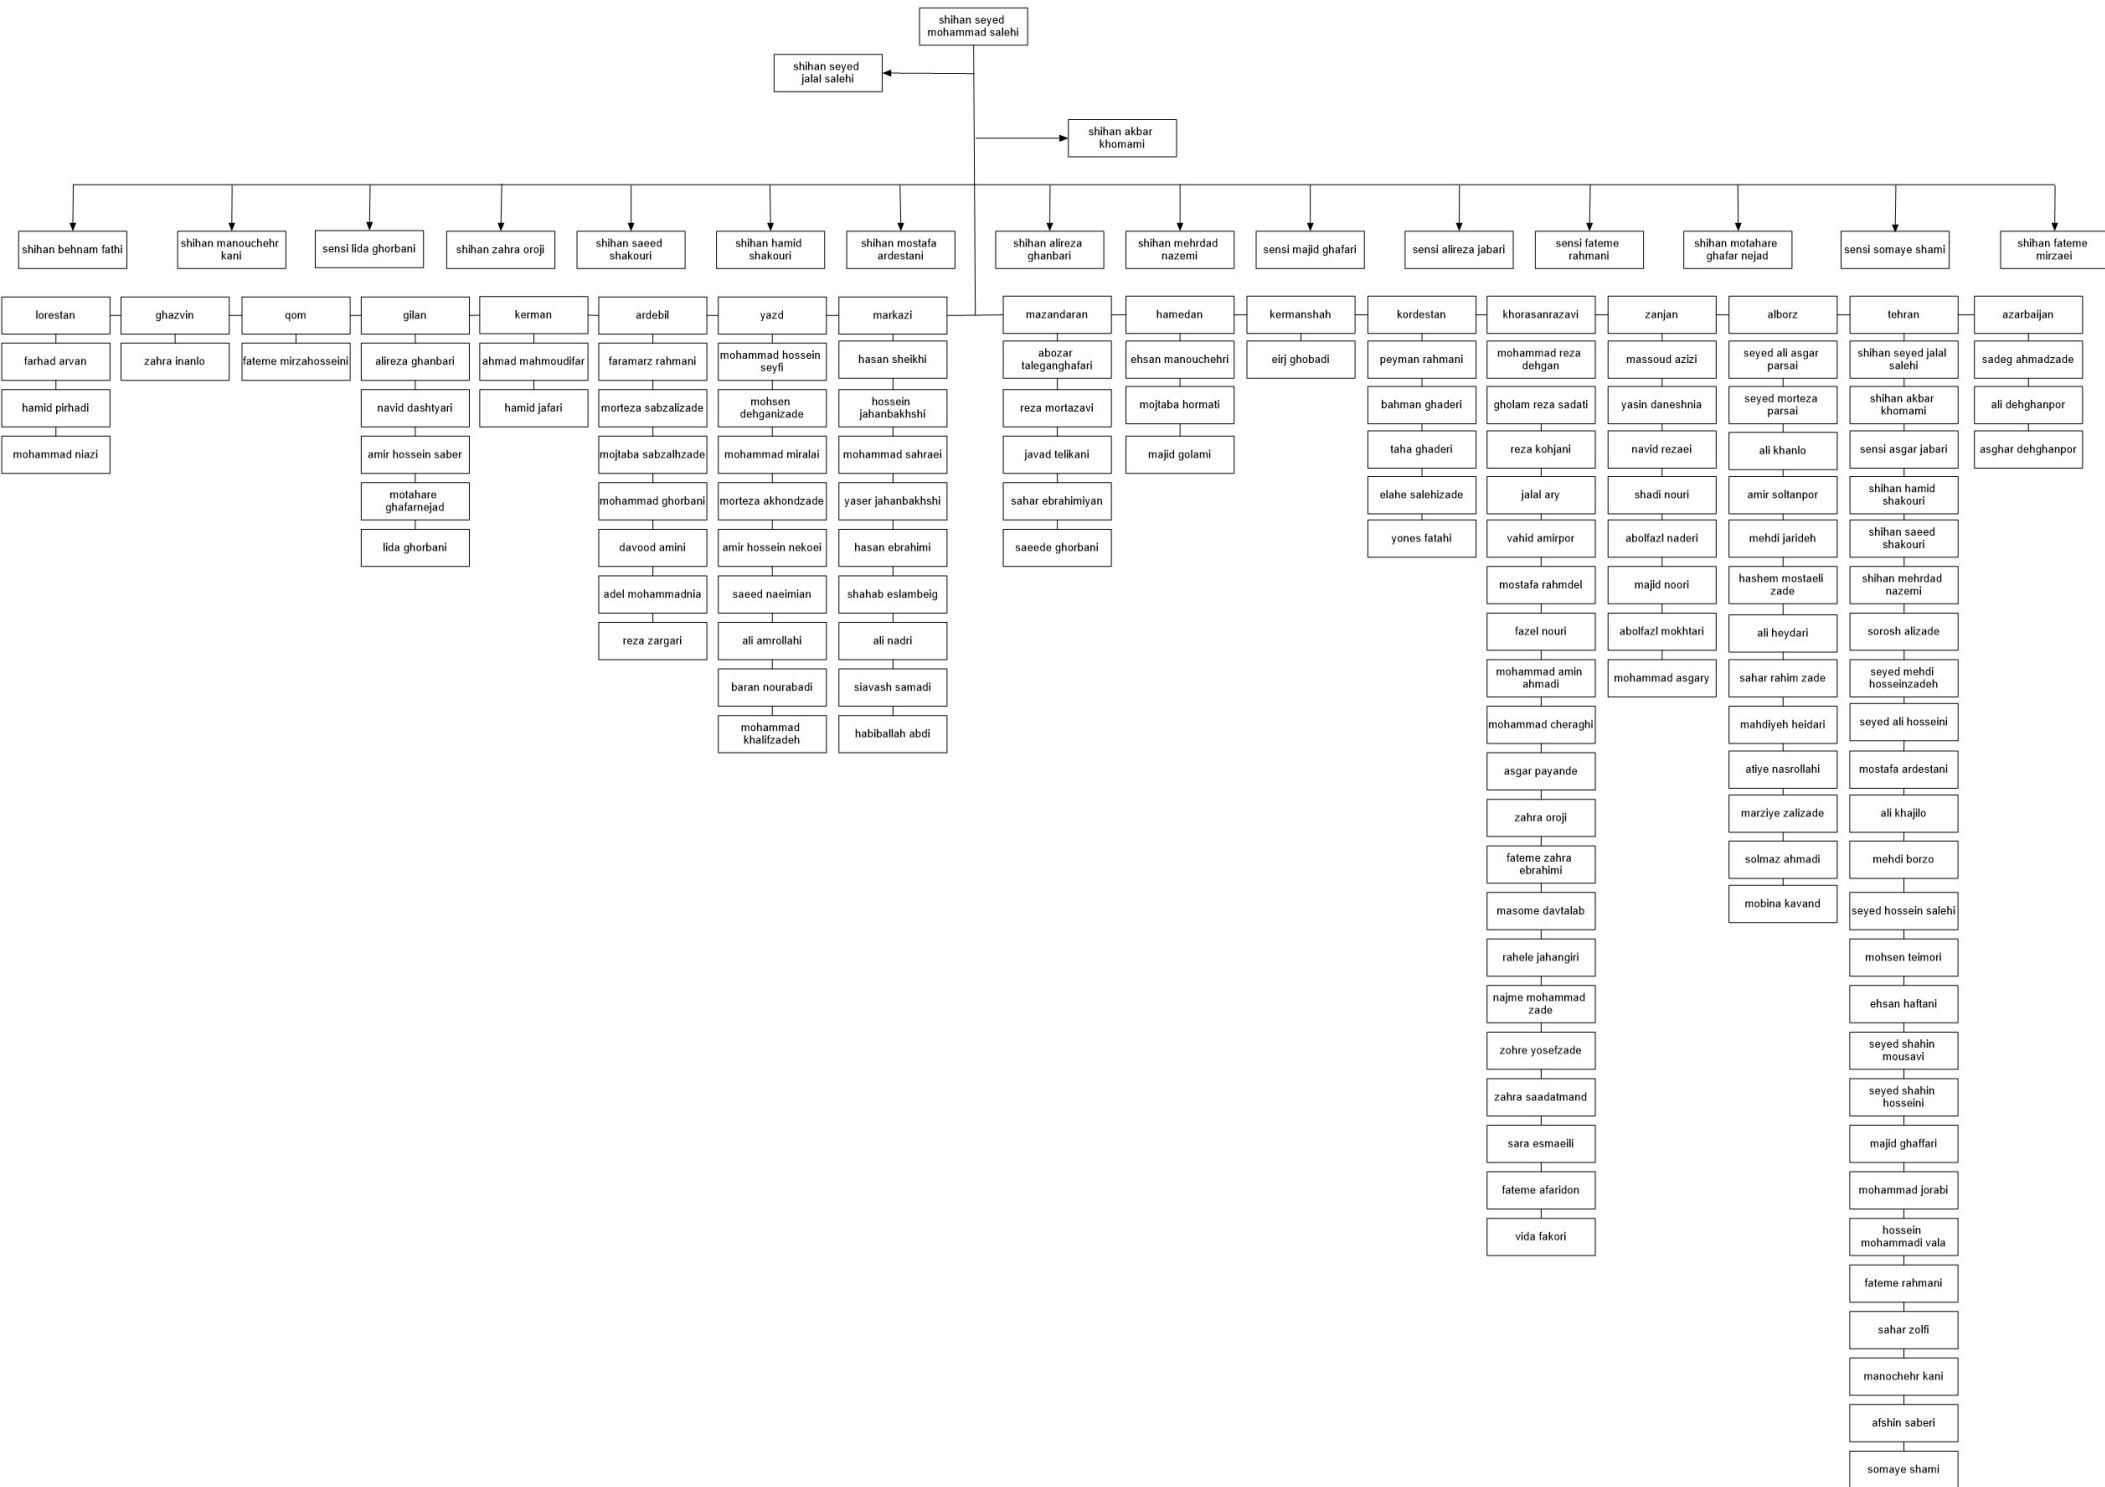 shihan seyed
mohammad salehi
shihan seyed
jalal salehi
shihan akbar
khomami
shihan behnam fathi
shihan manouchehr
kani
sensi lida ghorbani
shihan zahra oroji
shihan saeed
shakouri
shihan hamid
shakouri
shihan mostafa
ardestani
shihan alireza
ghanbari
shihan mehrdad
nazemi
sensi majid ghafari
sensi alireza jabari
sensi fateme
rahmani
shihan motahare
ghafar nejad
sensi somaye shami
shihan fateme
mirzaei
lorestan
farhad arvan
hamid pirhadi
mohammad niazi
ghazvin
zahra inanlo
qom
fateme mirzahosseini
gilan
alireza ghanbari
navid dashtyari
amir hossein saber
motahare
ghafarnejad
lida ghorbani
kerman
ahmad mahmoudifar
hamid jafari
ardebil
faramarz rahmani
morteza sabzalizade
mojtaba sabzalhzade
mohammad ghorbani
davood amini
adel mohammadnia
reza zargari
yazd
mohammad hossein
seyfi
mohsen
dehganizade
mohammad miralai
morteza akhondzade
amir hossein nekoei
saeed naeimian
ali amrollahi
baran nourabadi
mohammad
khalifzadeh
markazi
hasan sheikhi
hossein
jahanbakhshi
mohammad sahraei
yaser jahanbakhshi
hasan ebrahimi
shahab eslambeig
ali nadri
siavash samadi
habiballah abdi
mazandaran
abozar
taleganghafari
reza mortazavi
javad telikani
sahar ebrahimiyan
saeede ghorbani
hamedan
ehsan manouchehri
mojtaba hormati
majid golami
kermanshah
eirj ghobadi
kordestan
peyman rahmani
bahman ghaderi
taha ghaderi
elahe salehizade
yones fatahi
khorasanrazavi
mohammad reza
dehgan
gholam reza sadati
reza kohjani
jalal ary
vahid amirpor
mostafa rahmdel
fazel nouri
mohammad amin
ahmadi
mohammad cheraghi
asgar payande
zahra oroji
fateme zahra
ebrahimi
masome davtalab
rahele jahangiri
najme mohammad
zade
zohre yosefzade
zahra saadatmand
sara esmaeili
fateme afaridon
vida fakori
zanjan
massoud azizi
yasin daneshnia
navid rezaei
shadi nouri
abolfazl naderi
majid noori
abolfazl mokhtari
mohammad asgary
alborz
seyed ali asgar
parsai
seyed morteza
parsai
ali khanlo
amir soltanpor
mehdi jarideh
hashem mostaeli
zade
ali heydari
sahar rahim zade
mahdiyeh heidari
atiye nasrollahi
marziye zalizade
solmaz ahmadi
mobina kavand
tehran
shihan seyed jalal
salehi
shihan akbar
khomami
sensi asgar jabari
shihan hamid
shakouri
shihan saeed
shakouri
shihan mehrdad
nazemi
sorosh alizade
seyed mehdi
hosseinzadeh
seyed ali hosseini
mostafa ardestani
ali khajilo
mehdi borzo
seyed hossein salehi
mohsen teimori
ehsan haftani
seyed shahin
mousavi
seyed shahin
hosseini
majid ghaffari
mohammad jorabi
hossein
mohammadi vala
fateme rahmani
sahar zolfi
manochehr kani
afshin saberi
somaye shami
azarbaijan
sadeg ahmadzade
ali dehghanpor
asghar dehghanpor